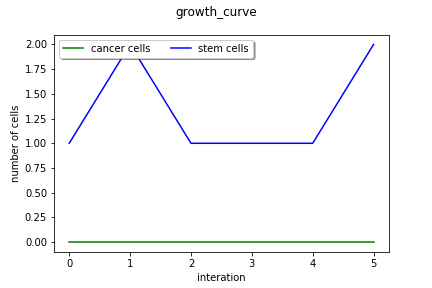 growth_curve
cancer cells
stem cells
2.00
1.75
1.50
1.25
1.00
0.75
0.50
0.25
0.00
number of cells
0 1 2 3 4 5
interation